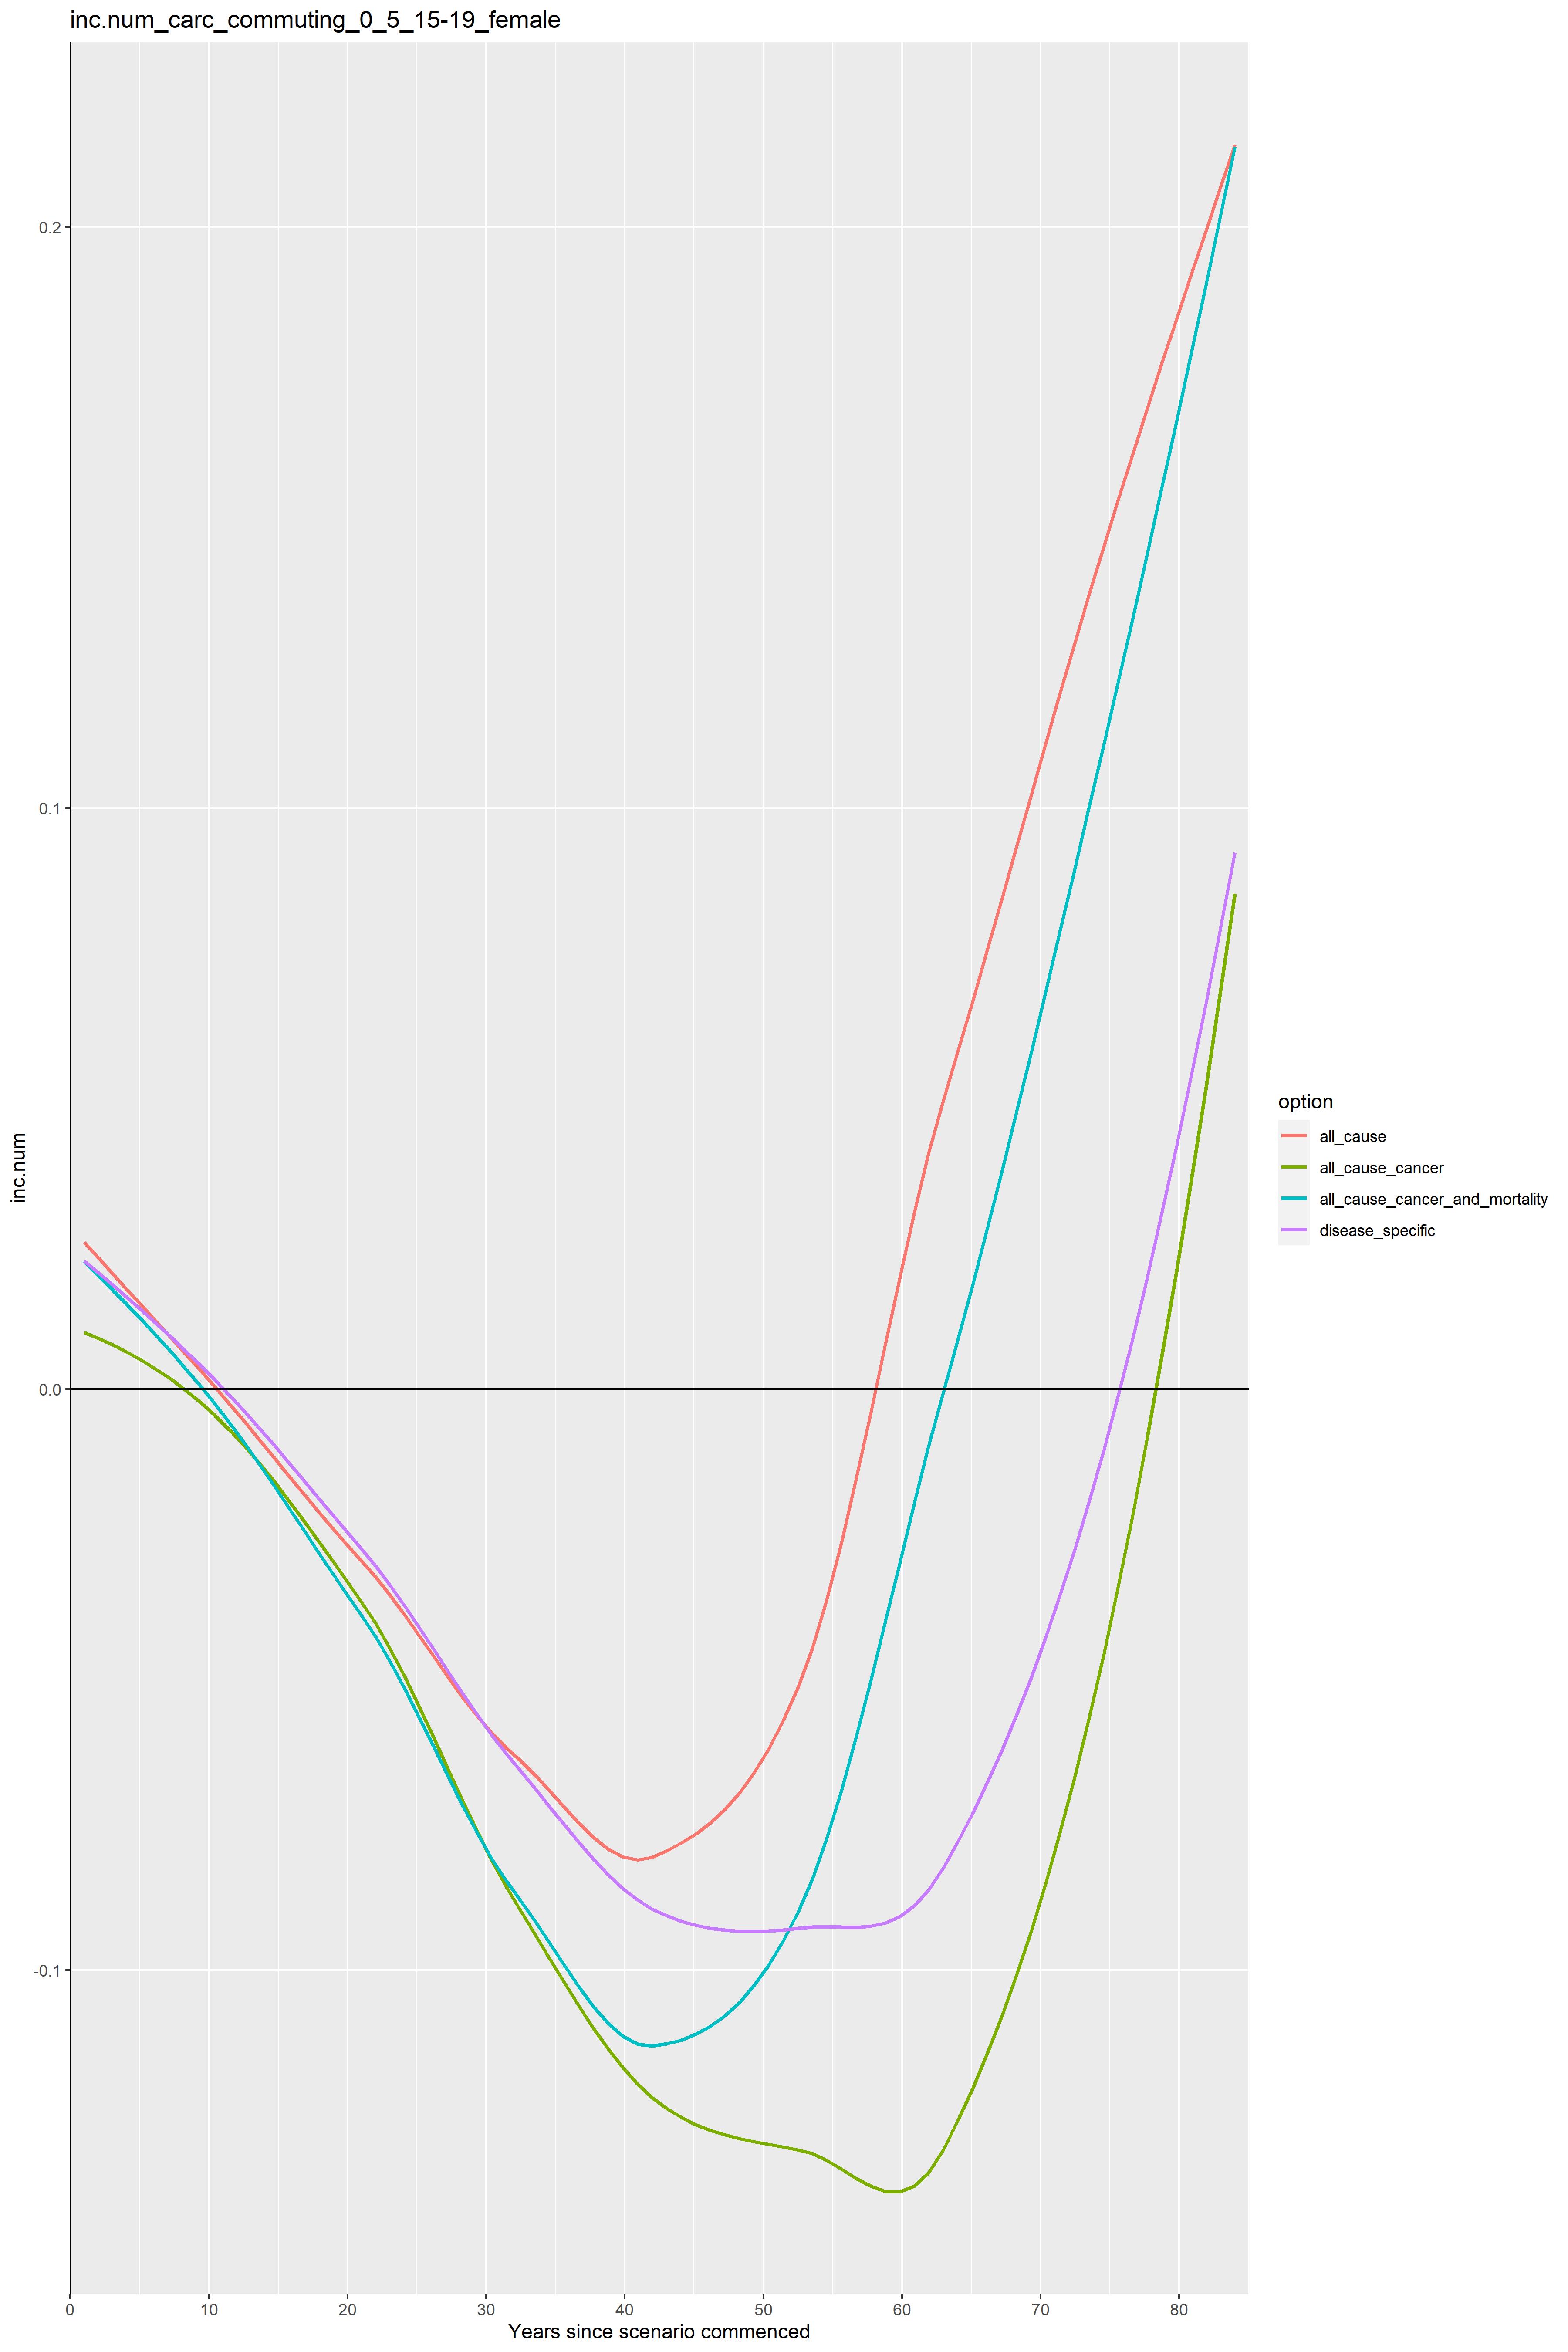 inc.num_carc_commuting_0_5_15-19_female
0.2
0.1
0.0
-0.1
inc.num
0 10 20 30 40 50 60 70 80
Years since scenario commenced
option
all_cause
all_cause_cancer
all_cause_cancer_and_mortality
disease_specific